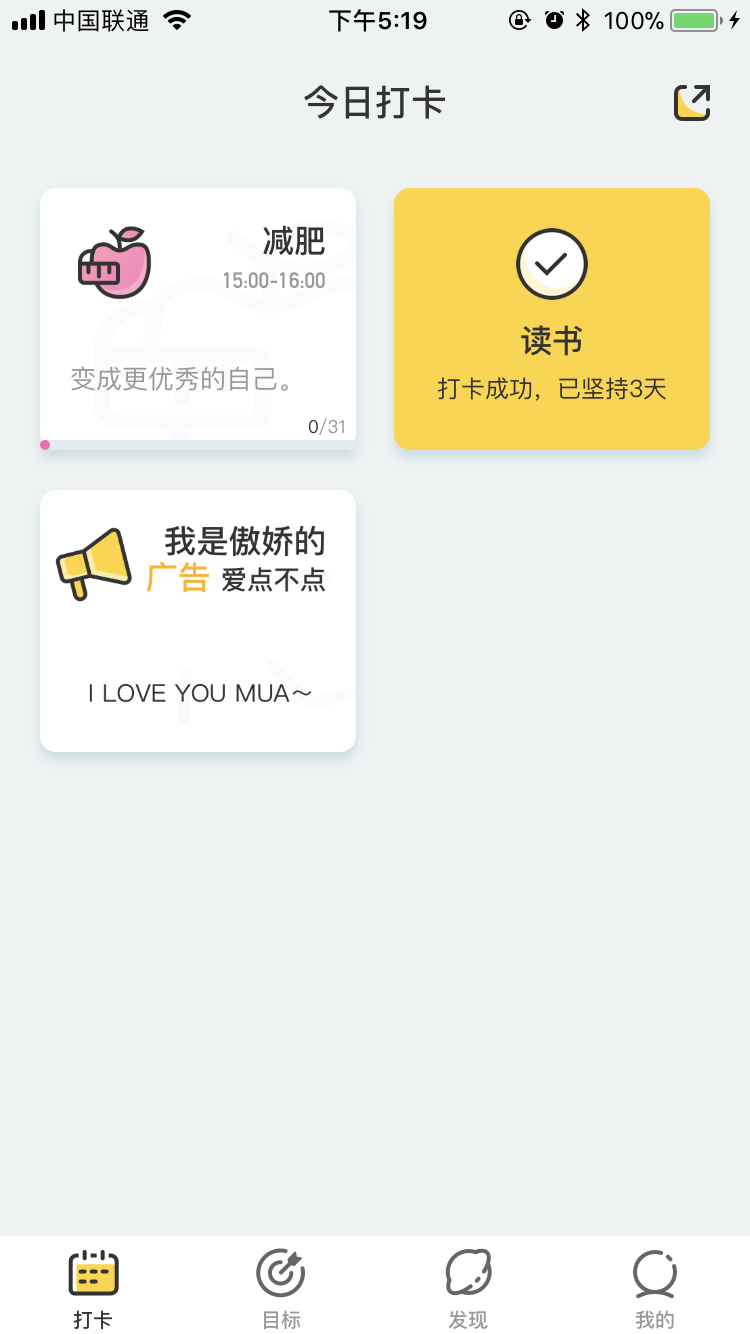 中国联通
下午5:19
100%
今日打卡
减肥
15:00-16:00
变成更优秀的自己。
0/31
读书
打卡成功，已坚持3天
我是傲娇的
广告 爱点不点
I LOVE YOU MUA～
打卡
目标
发现
我的